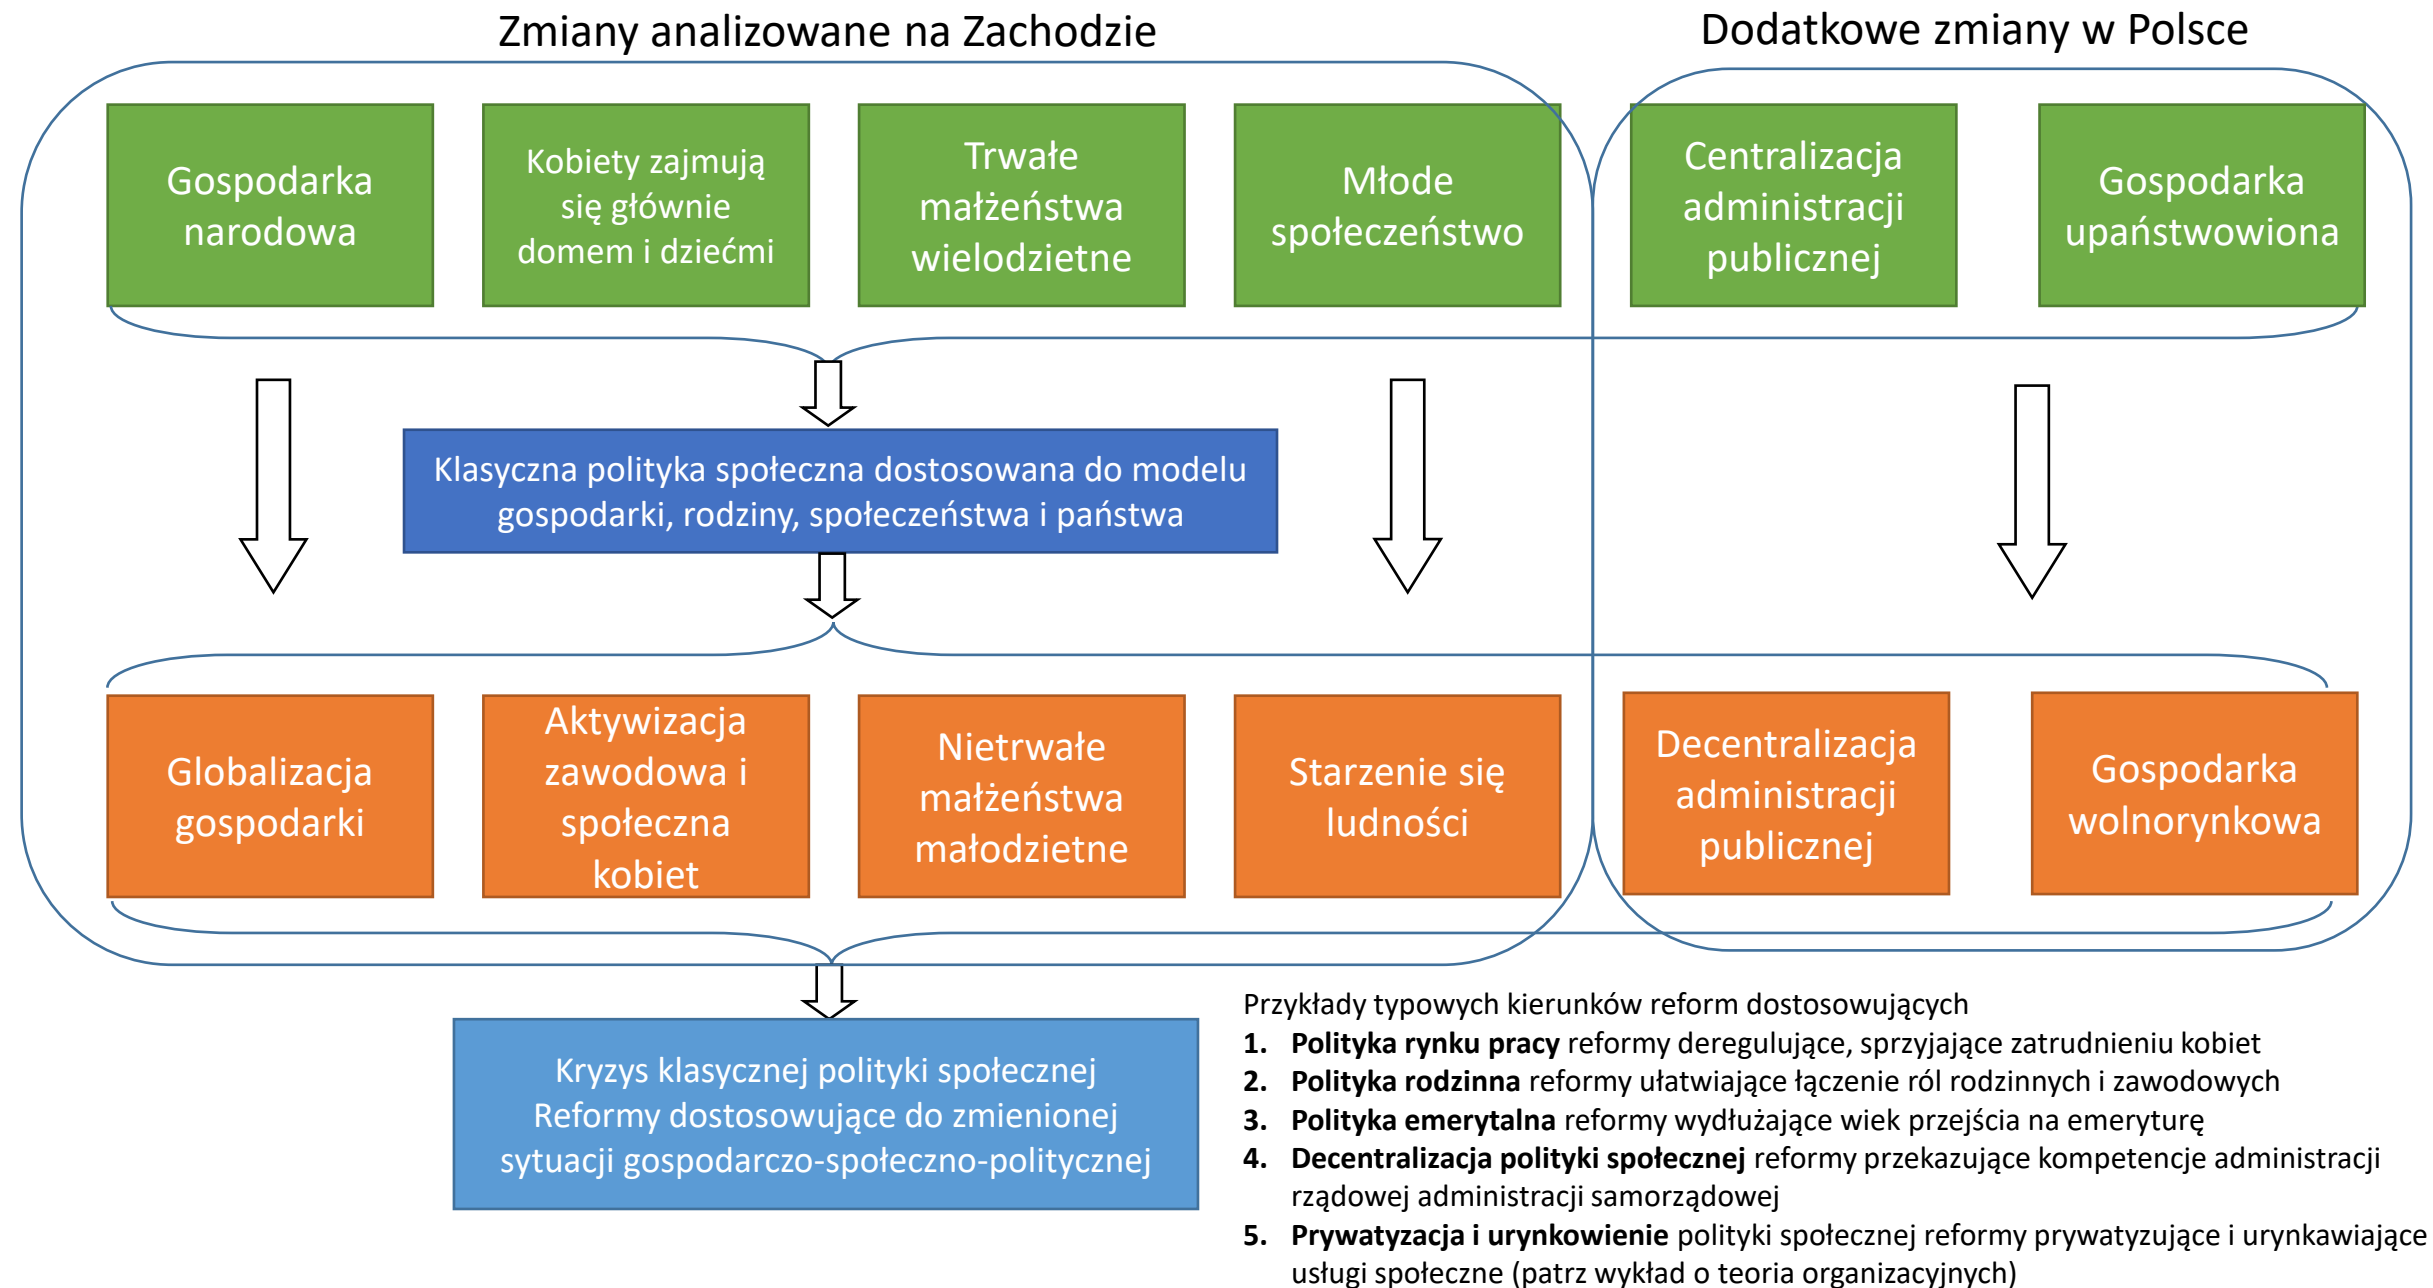 Zmiany analizowane na Zachodzie
Dodatkowe zmiany w Polsce
Gospodarka
narodowa
Kobiety zajmują
się głównie
domem i dziećmi
Trwałe
małżeństwa
wielodzietne
Młode
społeczeństwo
Centralizacja
administracji
publicznej
Gospodarka
upaństwowiona
Klasyczna polityka społeczna dostosowana do modelu
gospodarki, rodziny, społeczeństwa i państwa
Globalizacja
gospodarki
Aktywizacja
zawodowa i
społeczna
kobiet
Nietrwałe
małżeństwa
małodzietne
Starzenie się
ludności
Decentralizacja
administracji
publicznej
Gospodarka
wolnorynkowa
Kryzys klasycznej polityki społecznej
Reformy dostosowujące do zmienionej
sytuacji gospodarczo-społeczno-politycznej
Przykłady typowych kierunków reform dostosowujących
1. Polityka rynku pracy reformy deregulujące, sprzyjające zatrudnieniu kobiet
2. Polityka rodzinna reformy ułatwiające łączenie ról rodzinnych i zawodowych
3. Polityka emerytalna reformy wydłużające wiek przejścia na emeryturę
4. Decentralizacja polityki społecznej reformy przekazujące kompetencje administracji
rządowej administracji samorządowej
5. Prywatyzacja i urynkowienie polityki społecznej reformy prywatyzujące i urynkawiające
usługi społeczne (patrz wykład o teoria organizacyjnych)